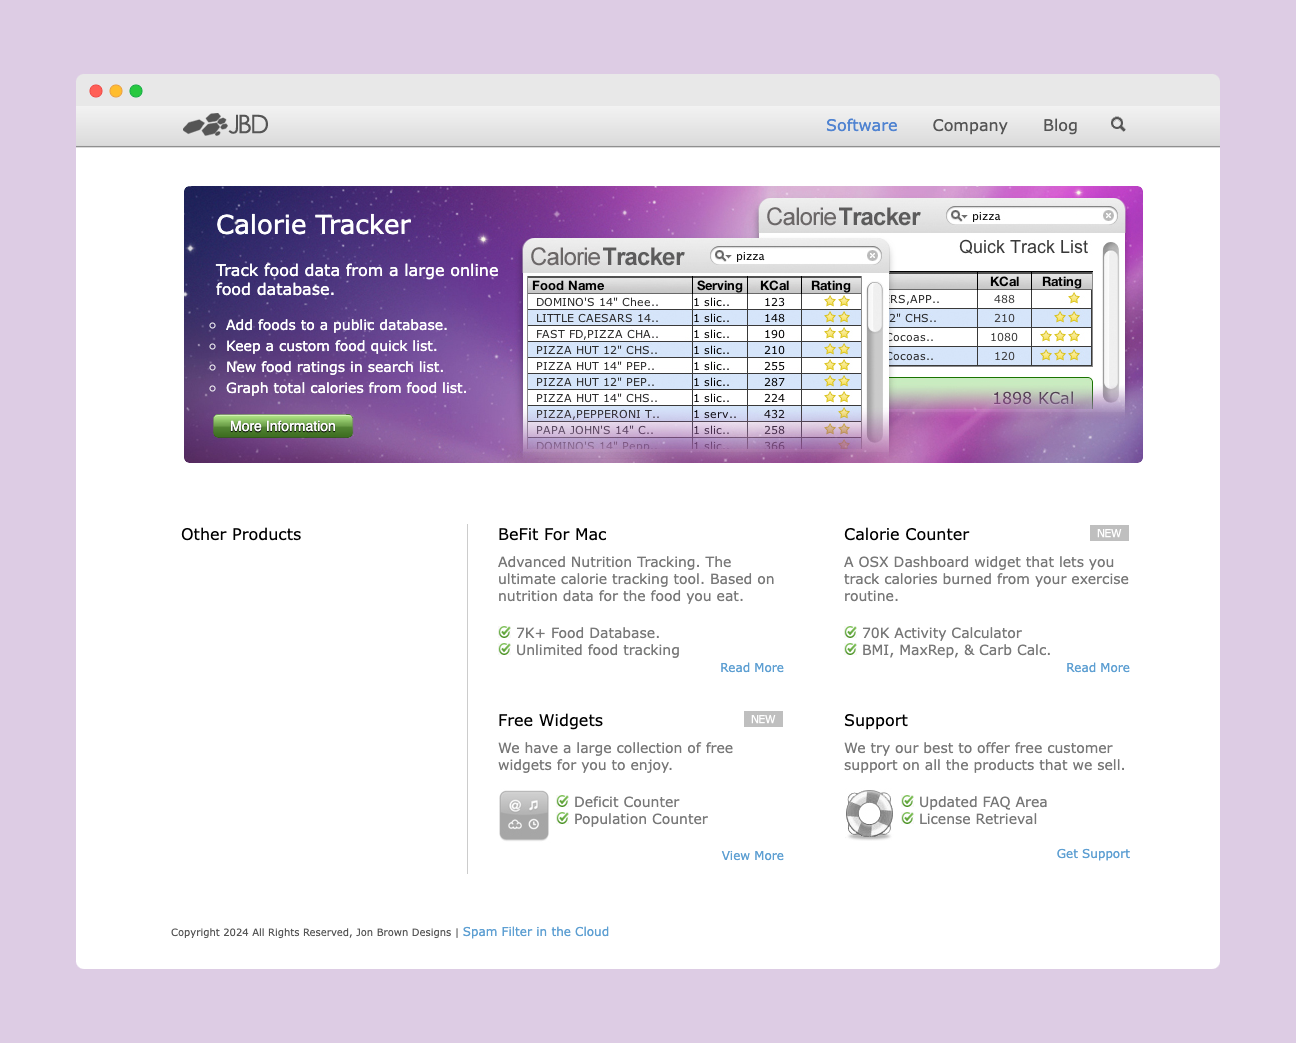 JBD
Software Company Blog
Calorie Tracker
Track food data from a large online
food database.
Add foods to a public database.
Keep a custom food quick list.
New food ratings in search list.
Graph total calories from food list.
More Information
CalorieTracker pizza
Food Name Serving KCal Rating
DOMINO'S 14" Chee.. 1 slic.. 123
LITTLE CAESARS 14.. 1 slic.. 148
FAST FD,PIZZA CHA.. 1 slic.. 190
PIZZA HUT 12" CHS.. 1 slic.. 210
PIZZA HUT 14" PEP.. 1 slic.. 255
PIZZA HUT 12" PEP.. 1 slic.. 287
PIZZA HUT 14" CHS.. 1 slic.. 224
PIZZA,PEPPERONI T.. 1 serv.. 432
PAPA JOHN'S 14" C.. 1 slic.. 258
DOMINO'S 14" Pepp.. 1 slic.. 366
CalorieTracker pizza
Quick Track List
KCal Rating
RS,APP.. 488
2" CHS.. 210
Cocoas.. 1080
Cocoas.. 120
1898 KCal
Other Products
BeFit For Mac
Advanced Nutrition Tracking. The
ultimate calorie tracking tool. Based on
nutrition data for the food you eat.
7K+ Food Database.
Unlimited food tracking
Read More
Calorie Counter NEW
A OSX Dashboard widget that lets you
track calories burned from your exercise
routine.
70K Activity Calculator
BMI, MaxRep, & Carb Calc.
Read More
Free Widgets NEW
We have a large collection of free
widgets for you to enjoy.
Deficit Counter
Population Counter
View More
Support
We try our best to offer free customer
support on all the products that we sell.
Updated FAQ Area
License Retrieval
Get Support
Copyright 2024 All Rights Reserved, Jon Brown Designs | Spam Filter in the Cloud